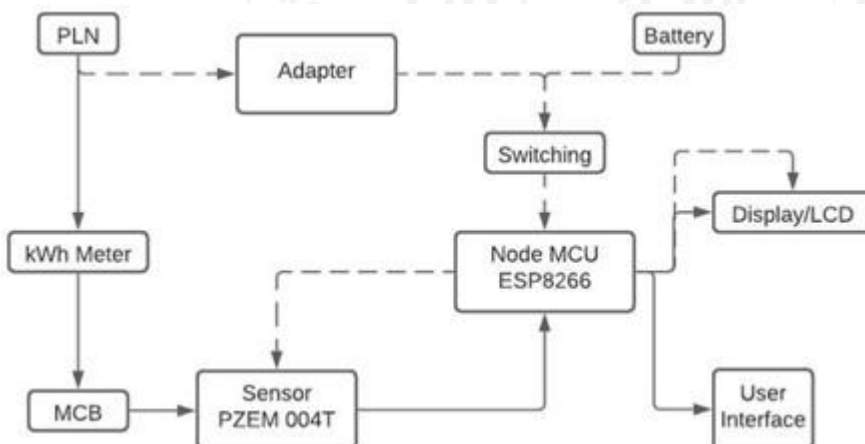 PLN
Battery
Adapter
Switching
Display/LCD
kWh Meter
Node MCU
ESP8266
MCB
Sensor
PZEM 004T
User
Interface